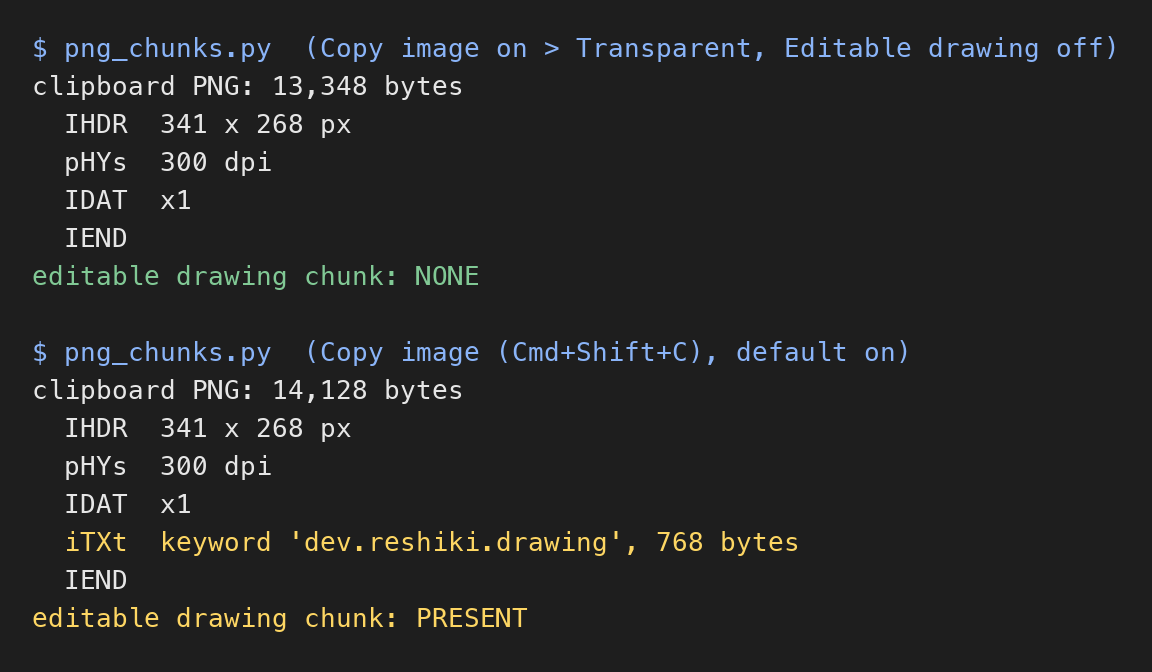 $ png_chunks.py  (Copy image on > Transparent, Editable drawing off)
clipboard PNG: 13,348 bytes
  IHDR  341 x 268 px
  pHYs  300 dpi
  IDAT  x1
  IEND
editable drawing chunk: NONE

$ png_chunks.py  (Copy image (Cmd+Shift+C), default on)
clipboard PNG: 14,128 bytes
  IHDR  341 x 268 px
  pHYs  300 dpi
  IDAT  x1
  iTXt  keyword 'dev.reshiki.drawing', 768 bytes
  IEND
editable drawing chunk: PRESENT